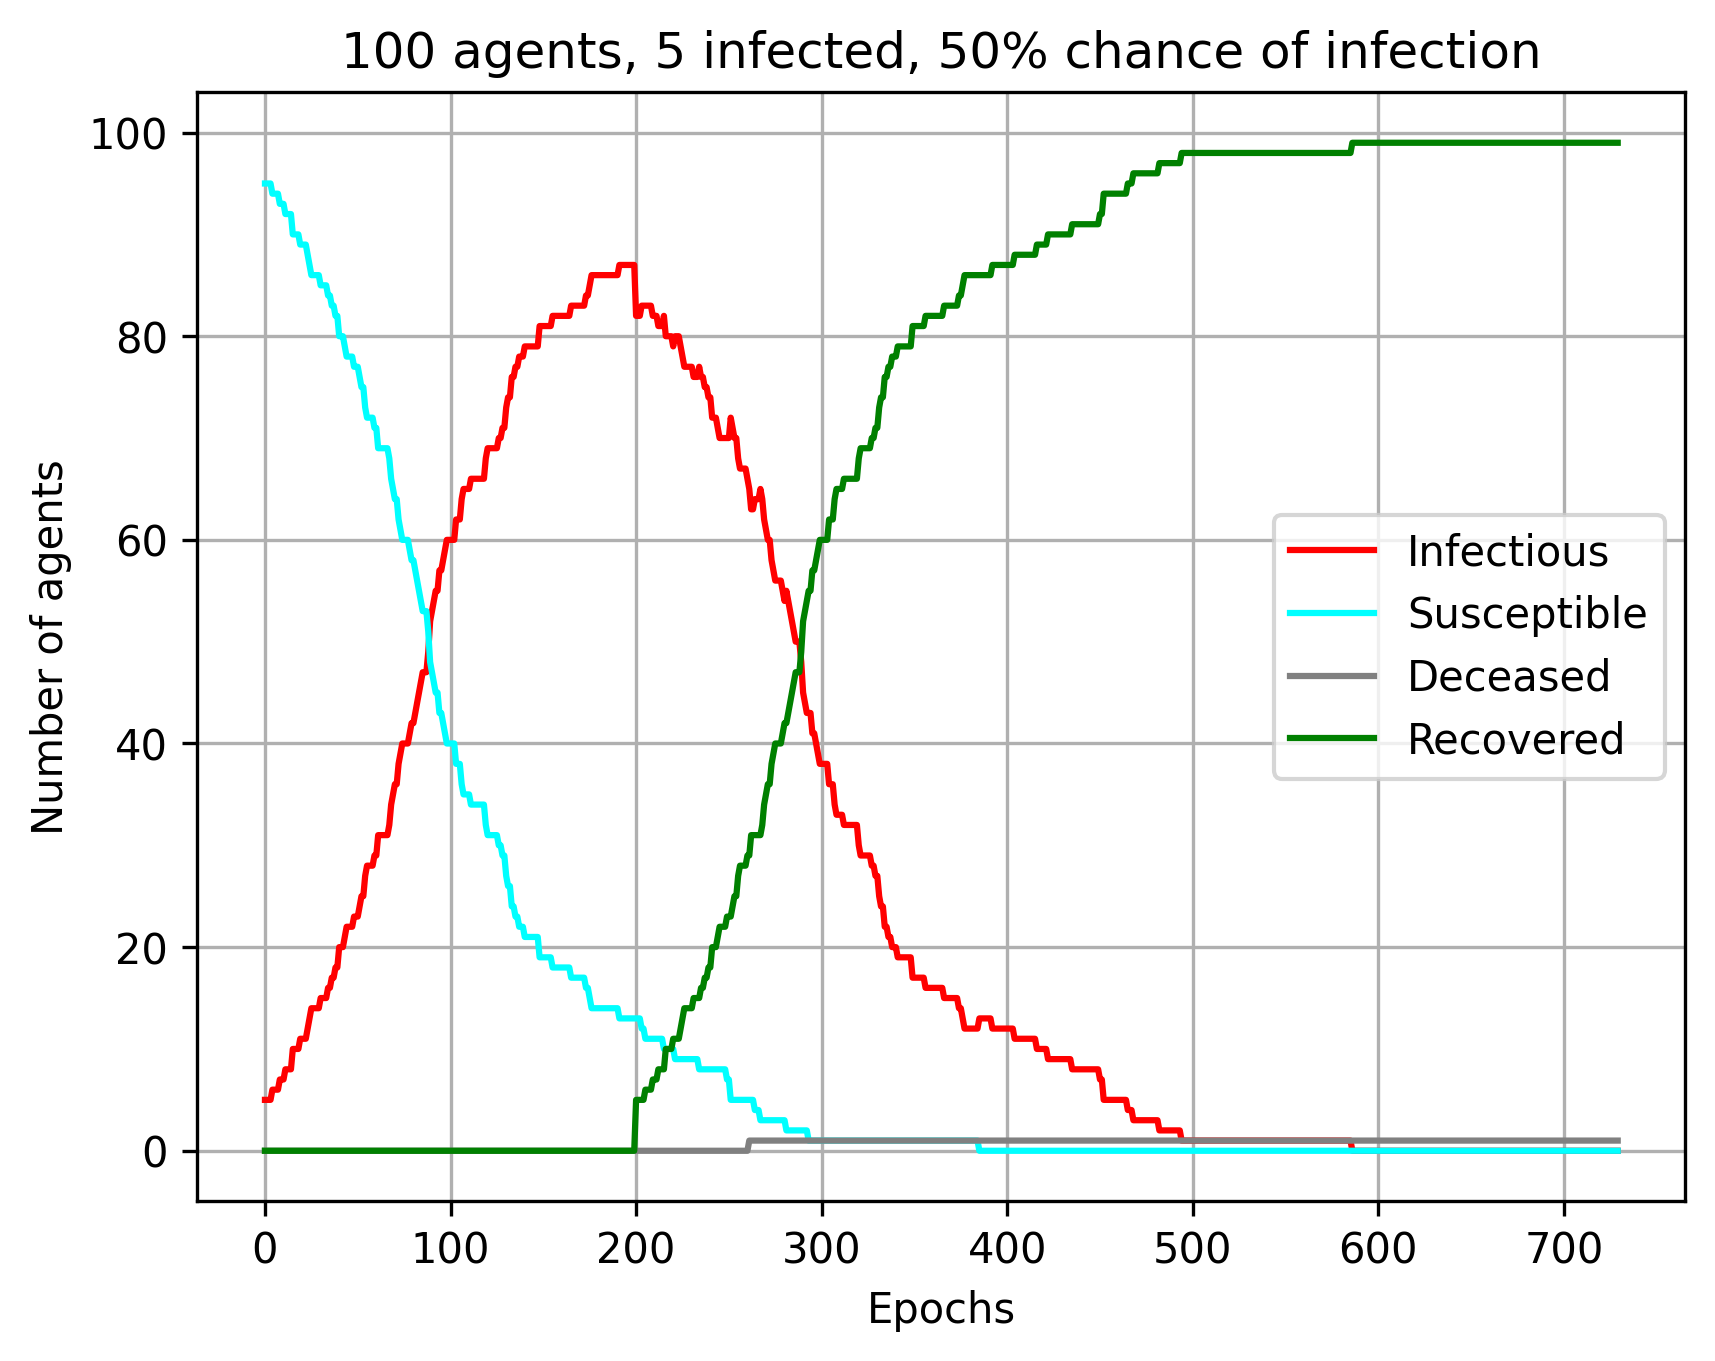 100 agents, 5 infected, 50% chance of infection
100
80
60
40
20
0
Number of agents
Infectious
Susceptible
Deceased
Recovered
0 100 200 300 400 500 600 700
Epochs